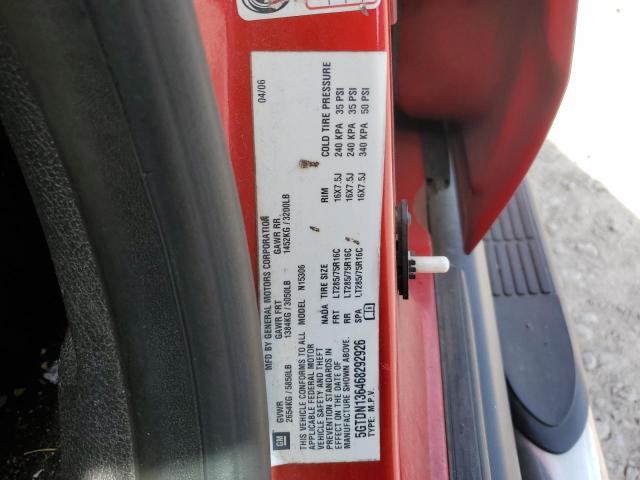 GM
MFD BY GENERAL MOTORS CORPORATION
04/06
GVWR GAWR FRT GAWR RR
2654KG / 5850LB 1384KG / 3050LB 1452KG / 3200LB
THIS VEHICLE CONFORMS TO ALL
APPLICABLE FEDERAL MOTOR
VEHICLE SAFETY AND THEFT
PREVENTION STANDARDS IN
EFFECT ON THE DATE OF
MANUFACTURE SHOWN ABOVE.
5GTDN136468292926
TYPE: M.P.V.
MODEL N15306
NADA TIRE SIZE RIM COLD TIRE PRESSURE
FRT LT285/75R16C 16X7.5J 240 KPA 35 PSI
RR LT285/75R16C 16X7.5J 240 KPA 35 PSI
SPA LT285/75R16C 16X7.5J 340 KPA 50 PSI